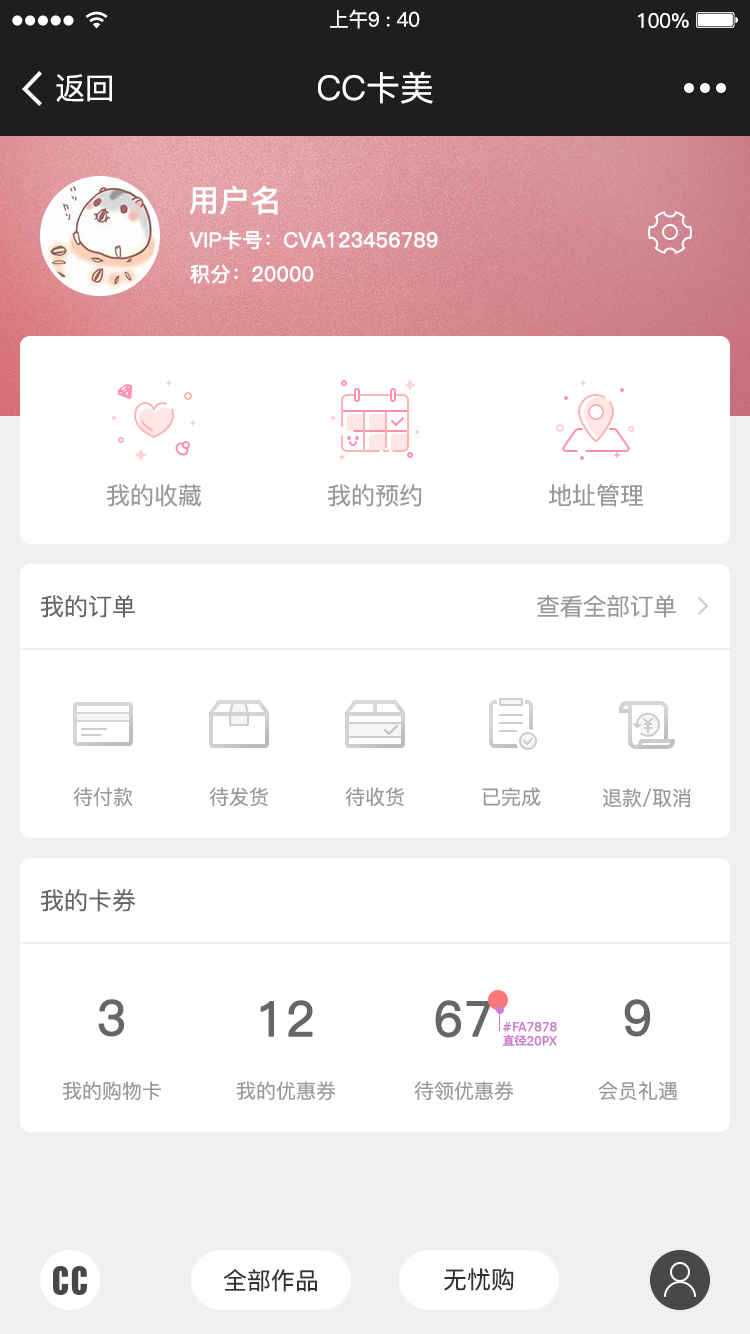 上午9 : 40
100%
返回
CC卡美
用户名
VIP卡号：CVA123456789
积分：20000
我的收藏
我的预约
地址管理
我的订单
查看全部订单
待付款
待发货
待收货
已完成
退款/取消
我的卡券
3
12
67
9
#FA7878
直径20PX
我的购物卡
我的优惠券
待领优惠券
会员礼遇
CC
全部作品
无忧购